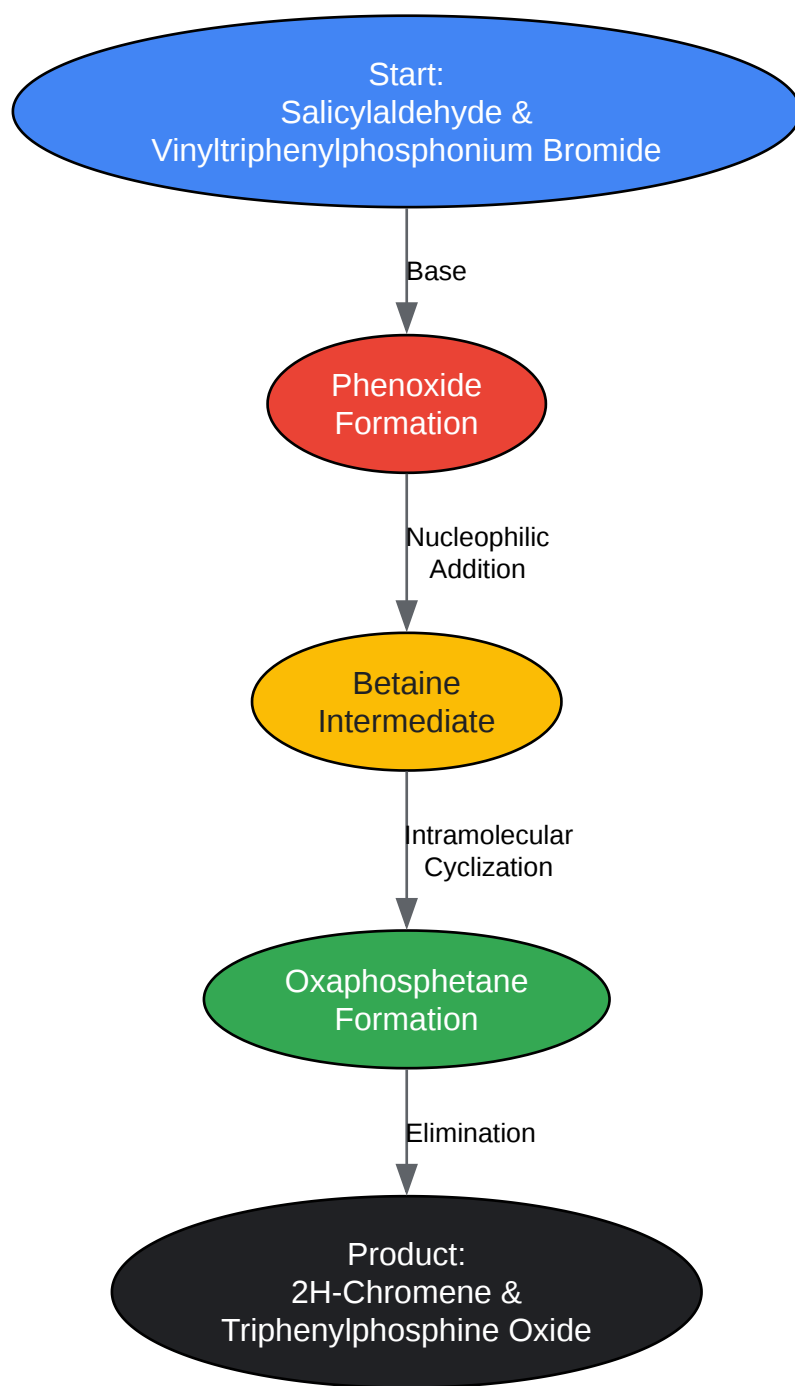 Start:
Salicylaldehyde &
Vinyltriphenylphosphonium Bromide
Base
Phenoxide
Formation
Nucleophilic
Addition
Betaine
Intermediate
Intramolecular
Cyclization
Oxaphosphetane
Formation
Elimination
Product:
2H-Chromene &
Triphenylphosphine Oxide